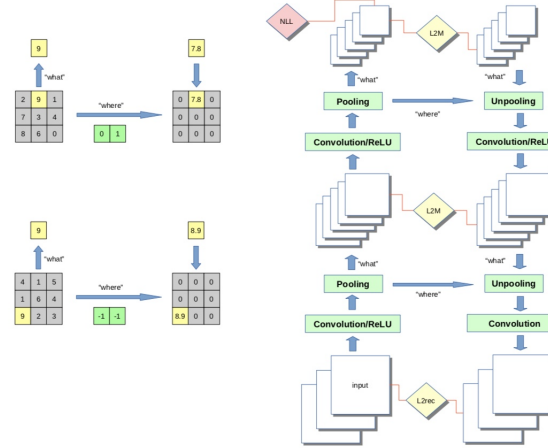 9
"what"
2 9 1
7 3 4
8 6 0
"where"
0 1
7.8
0 7.8 0
0 0 0
0 0 0
9
"what"
4 1 5
1 6 4
9 2 3
"where"
-1 -1
8.9
0 0 0
0 0 0
8.9 0 0
NLL
L2M
"what"
"what"
Pooling
"where"
Unpooling
Convolution/ReLU
Convolution/ReLU
L2M
"what"
"what"
Pooling
"where"
Unpooling
Convolution/ReLU
Convolution
input
L2rec